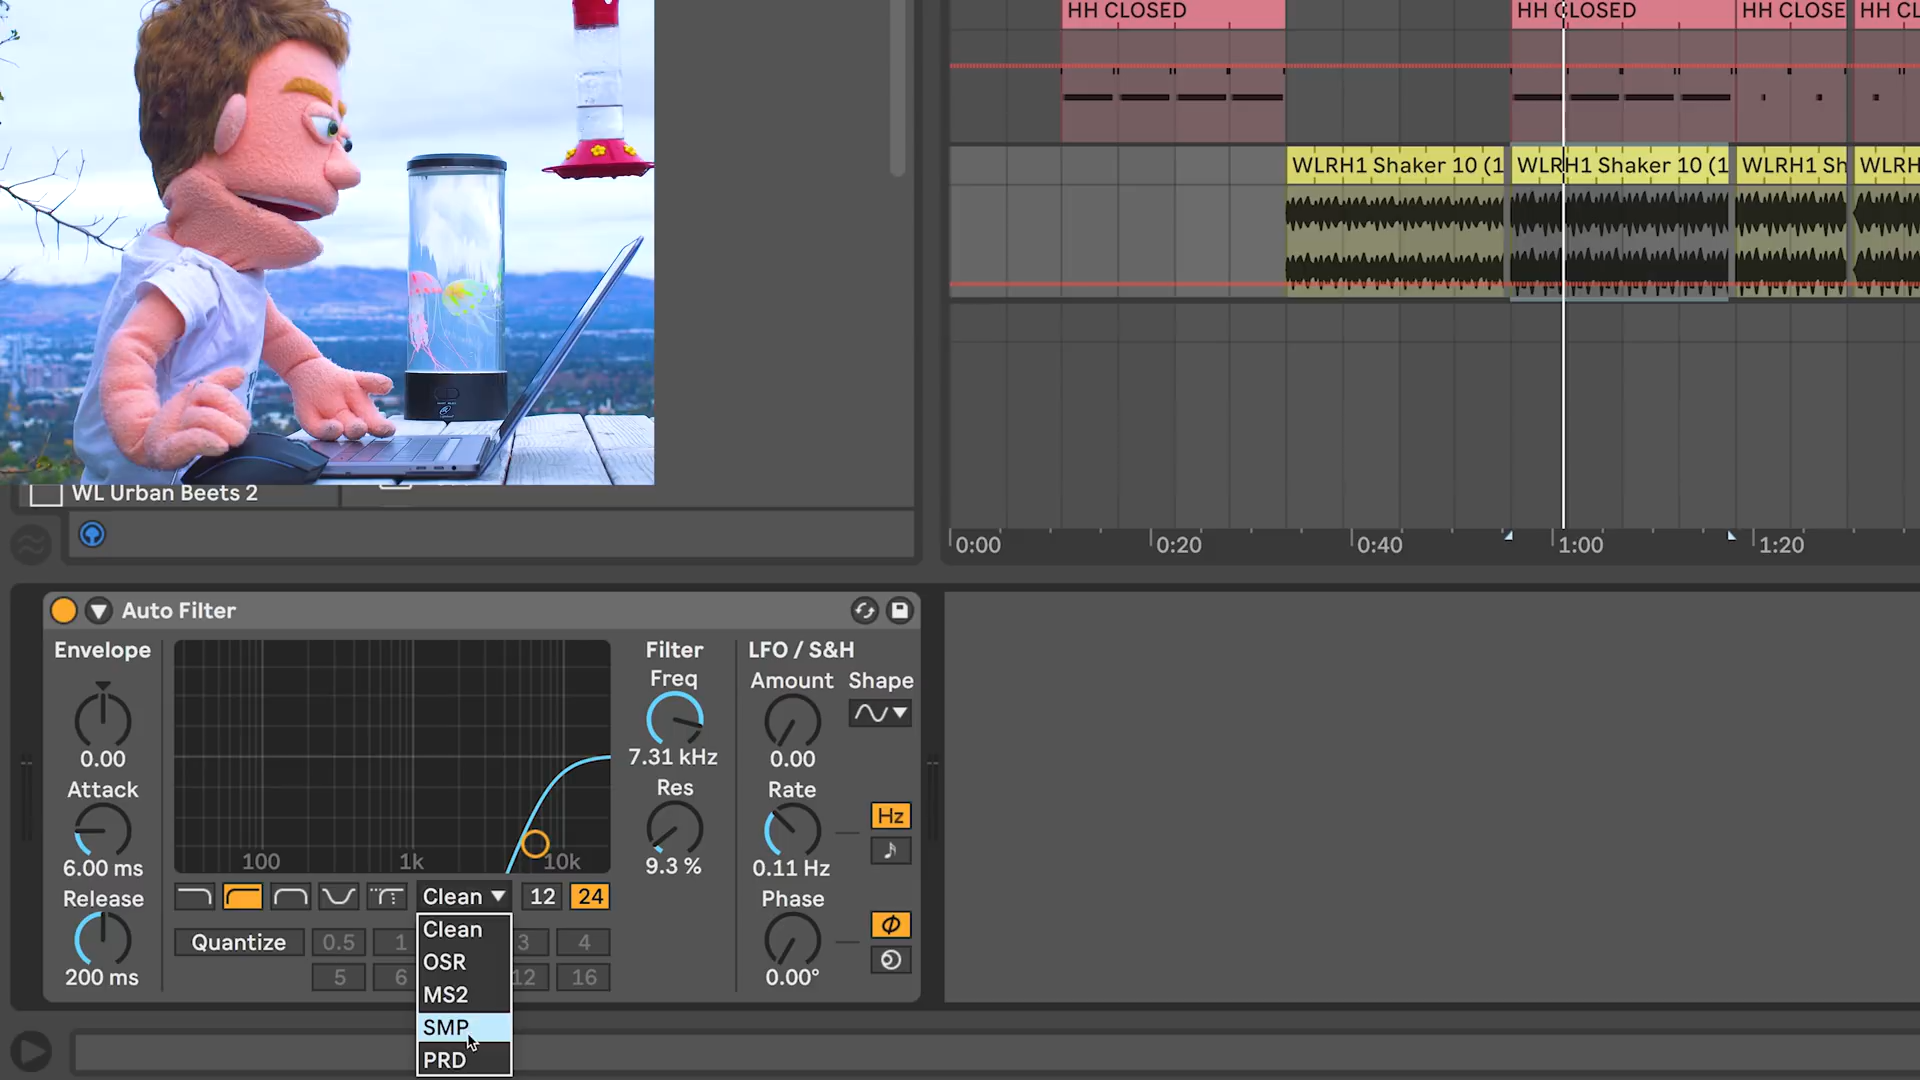 HH CLOSED
HH CLOSED
HH CLOSE
HH CL
WLRH1 Shaker 10 (1
WLRH1 Shaker 10 (1
WLRH1 Sh
WLRH
WL Urban Beets 2
0:00
0:20
0:40
1:00
1:20
Auto Filter
Envelope
0.00
Attack
6.00 ms
Release
200 ms
100
1k
10k
Clean
12
24
Quantize
0.5
1
3
4
5
6
12
16
Clean
OSR
MS2
SMP
PRD
Filter
Freq
7.31 kHz
Res
9.3 %
LFO / S&H
Amount
Shape
0.00
Rate
Hz
0.11 Hz
Phase
0.00°